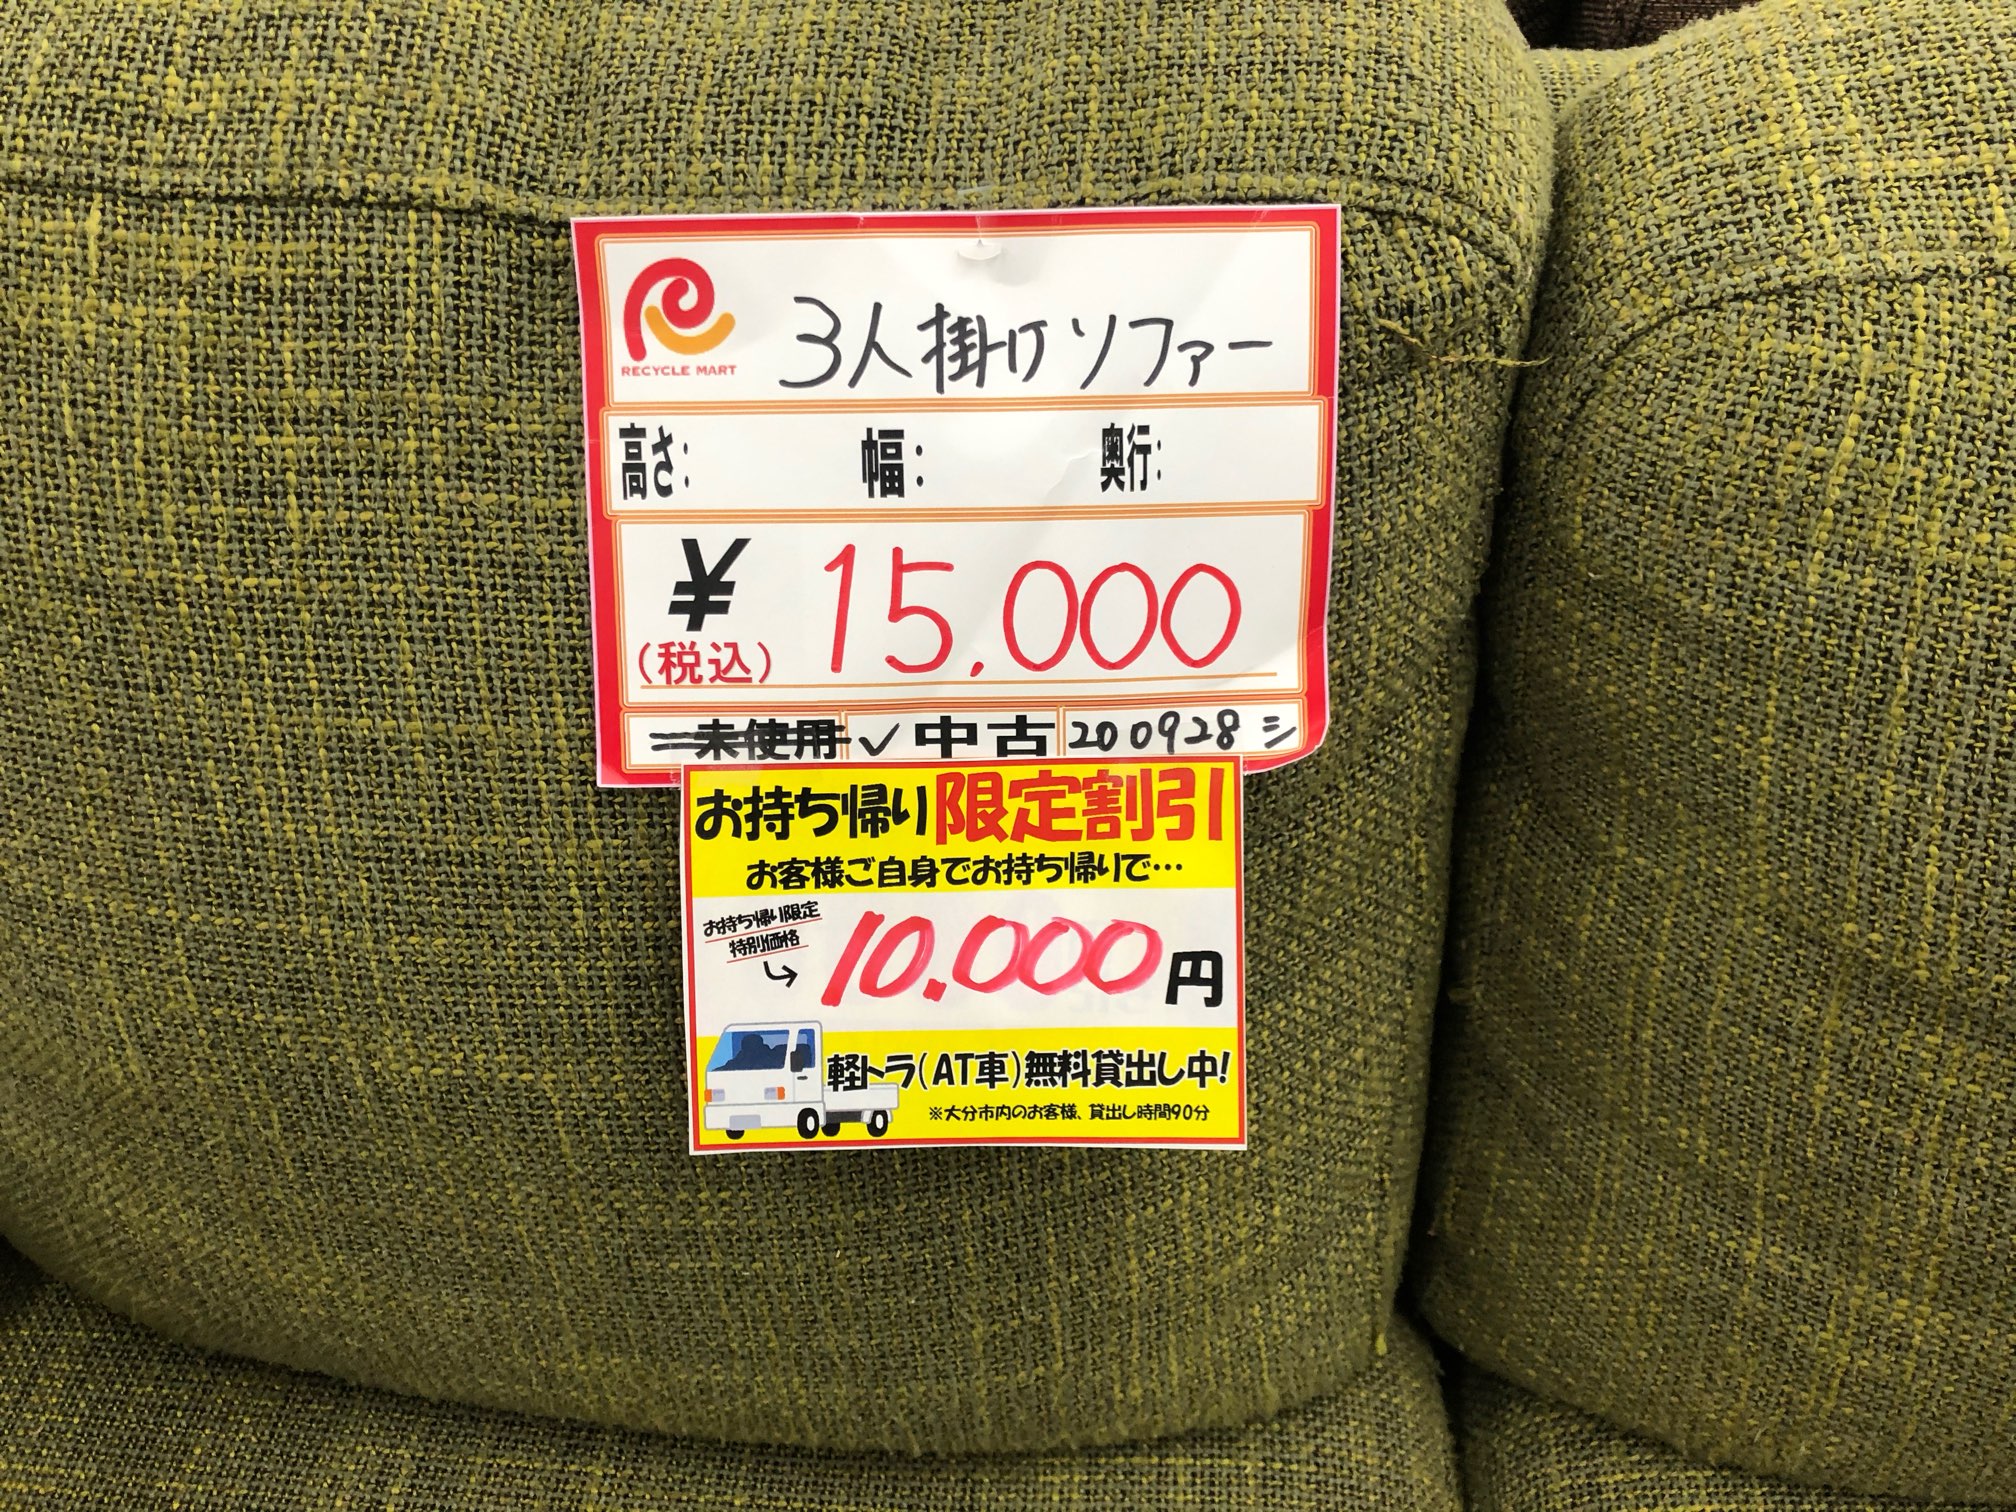 RECYCLE MART
3人掛けソファー
高さ: 幅: 奥行:
¥ 15,000
(税込)
未使用 ✓中古 200928 シ
お持ち帰り限定割引
お客様ご自身でお持ち帰りで…
お持ち帰り限定
特別価格
10.000円
軽トラ(AT車)無料貸出し中!
※大分市内のお客様、貸出し時間90分